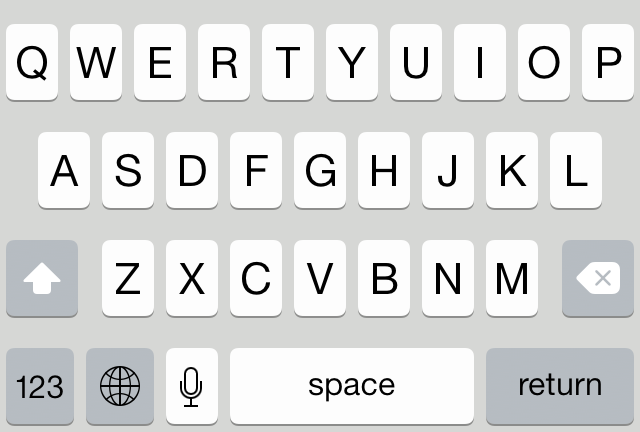 Q W E R T Y U I O P
A S D F G H J K L
Z X C V B N M
123 space return